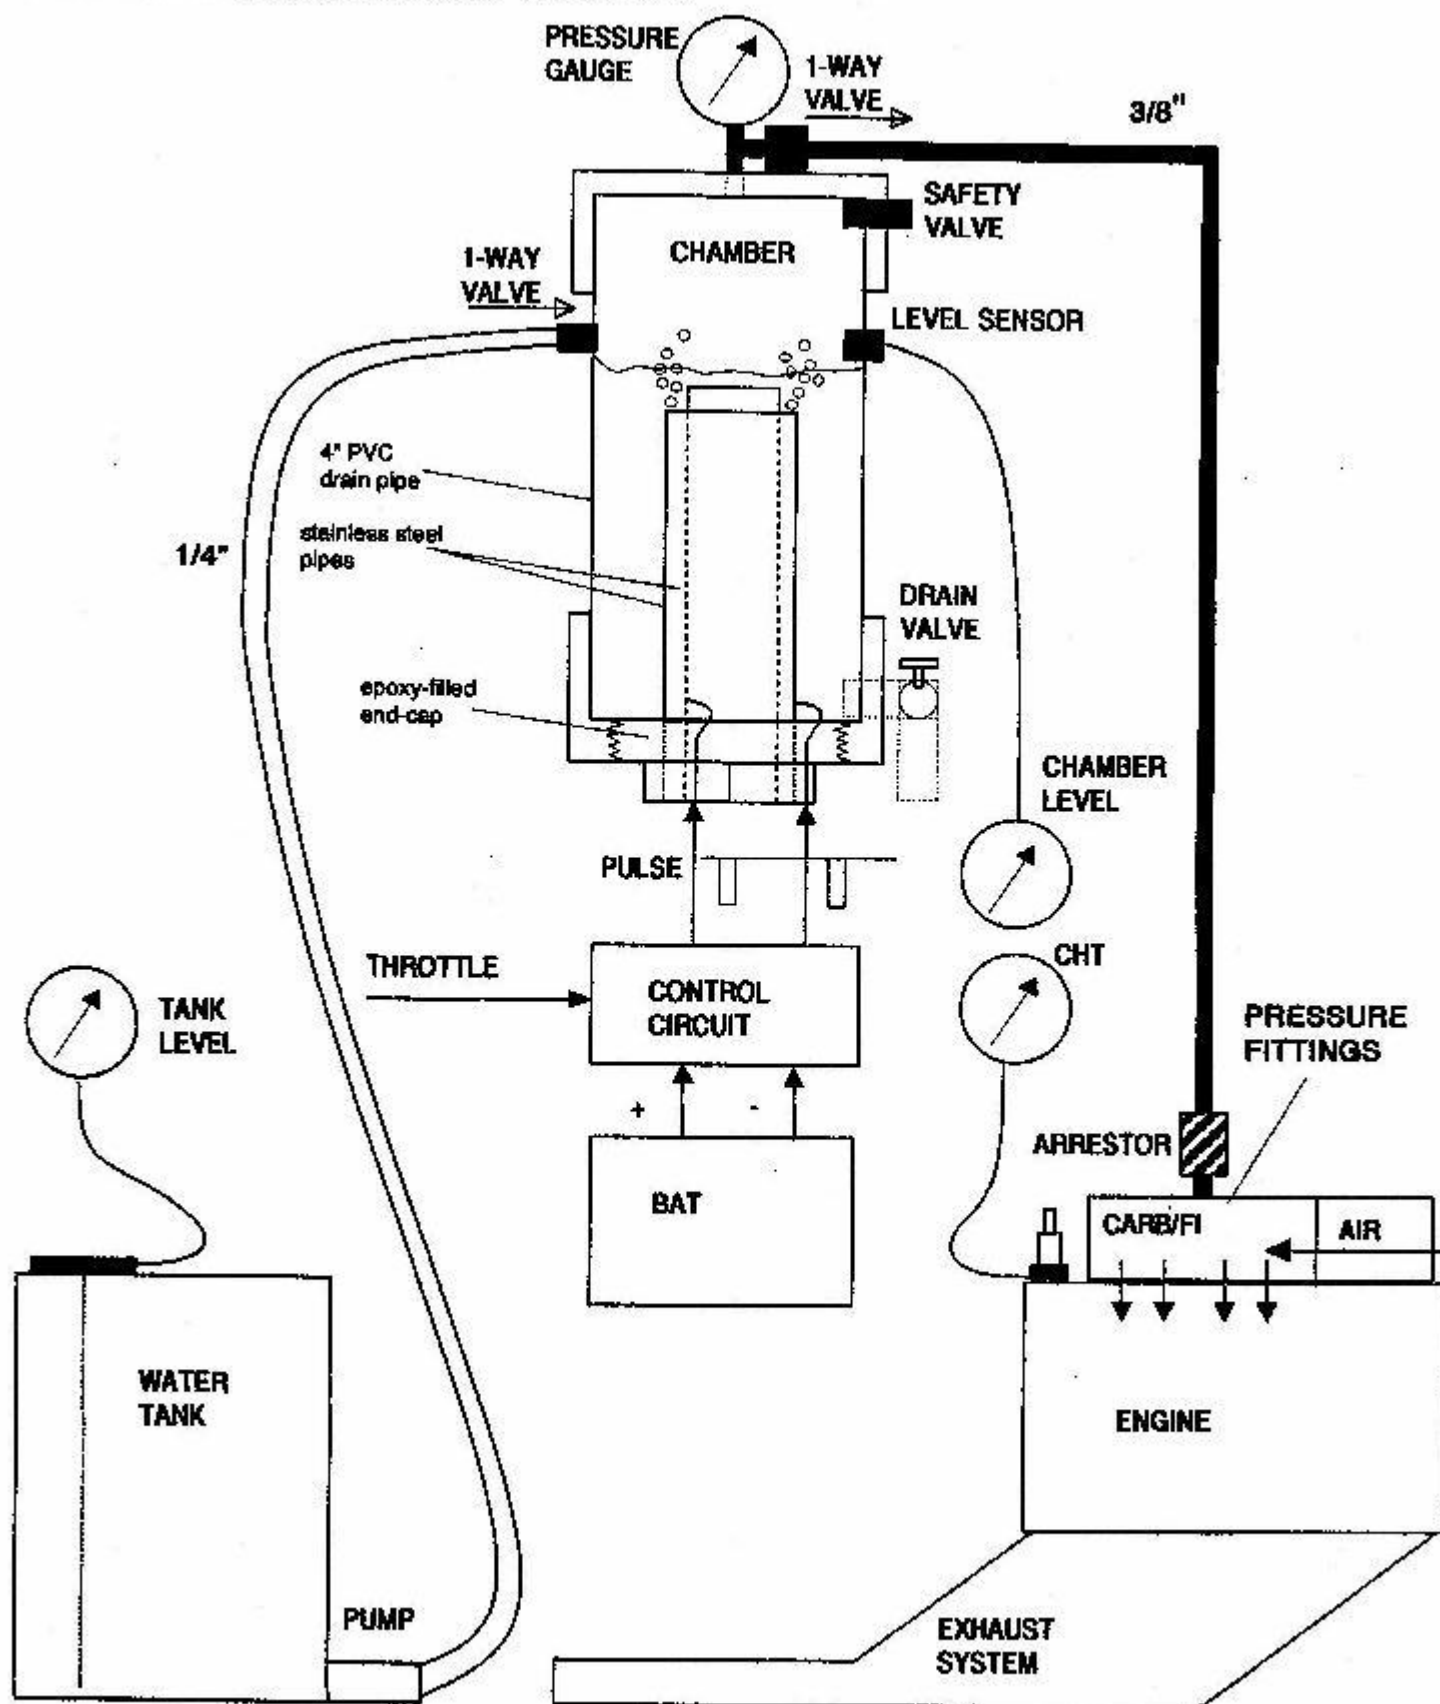 PRESSURE
GAUGE
1-WAY
VALVE
3/8"
SAFETY
VALVE
CHAMBER
1-WAY
VALVE
LEVEL SENSOR
4" PVC
drain pipe
1/4"
stainless steel
pipes
DRAIN
VALVE
epoxy-filled
end-cap
CHAMBER
LEVEL
PULSE
THROTTLE
CONTROL
CIRCUIT
CHT
TANK
LEVEL
PRESSURE
FITTINGS
+
-
ARRESTOR
BAT
CARB/FI
AIR
WATER
TANK
ENGINE
PUMP
EXHAUST
SYSTEM